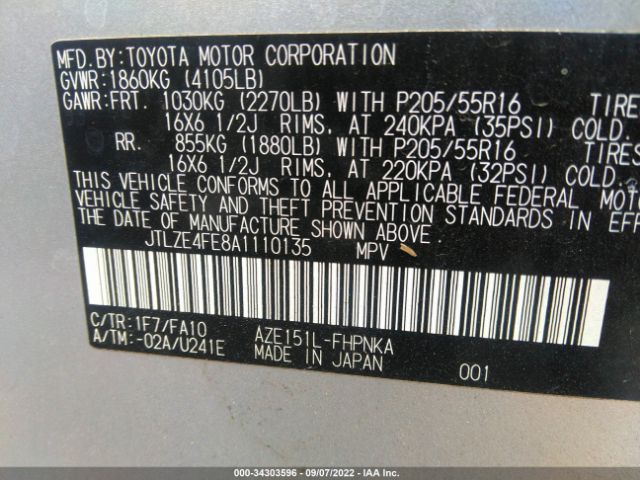 MFD.BY:TOYOTA MOTOR CORPORATION
GVWR:1860KG (4105LB)
GAWR:FRT. 1030KG (2270LB) WITH P205/55R16 TIRES
16X6 1/2J RIMS, AT 240KPA (35PSI) COLD.
RR. 855KG (1880LB) WITH P205/55R16 TIRES
16X6 1/2J RIMS, AT 220KPA (32PSI) COLD.
THIS VEHICLE CONFORMS TO ALL APPLICABLE FEDERAL MOTO
VEHICLE SAFETY AND THEFT PREVENTION STANDARDS IN EFF
THE DATE OF MANUFACTURE SHOWN ABOVE.
JTLZE4FE8A1110135 MPV
C/TR:1F7/FA10 AZE151L-FHPNKA
A/TM:-02A/U241E MADE IN JAPAN 001
000-34303596 - 09/07/2022 - IAA Inc.